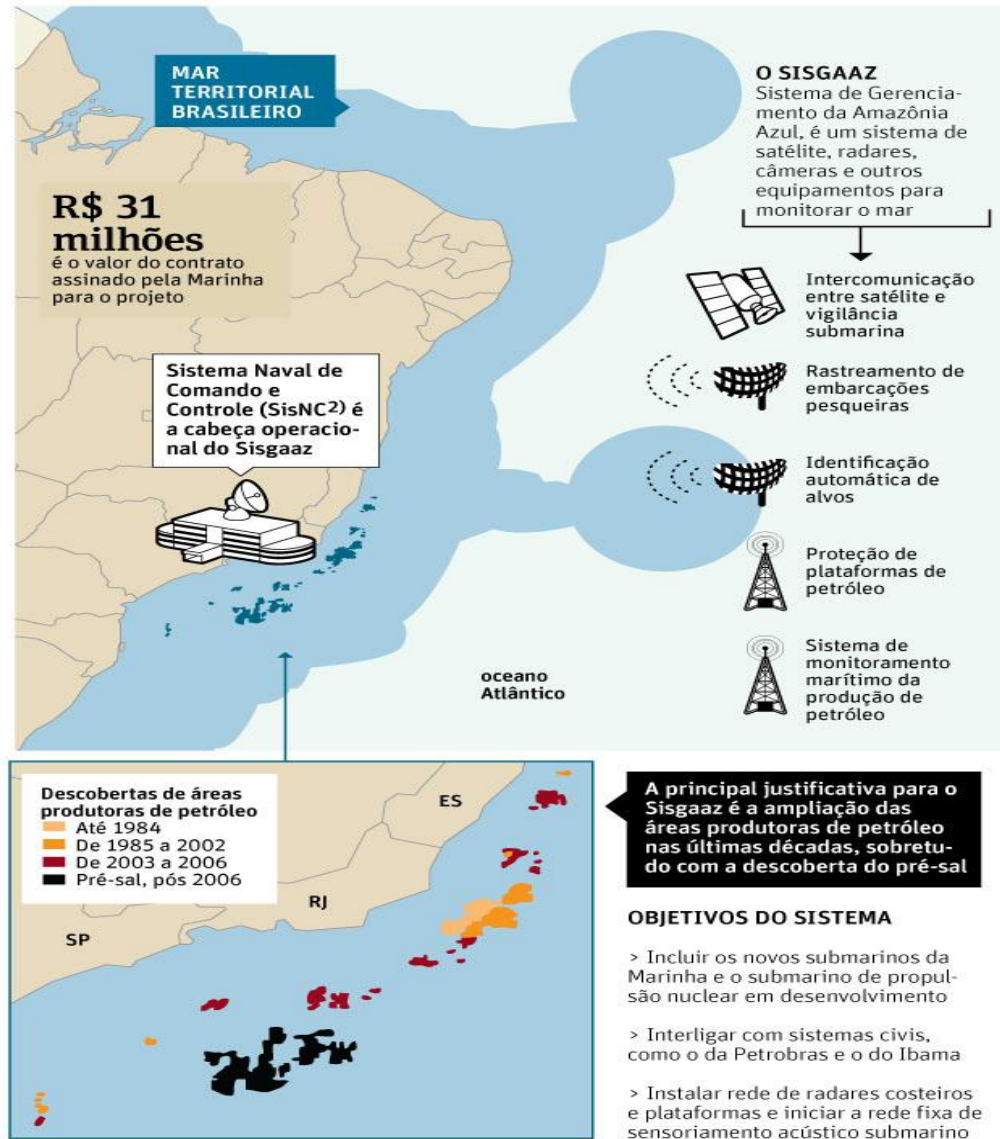 MAR
TERRITORIAL
BRASILEIRO
R$ 31
milhões
é o valor do contrato
assinado pela Marinha
para o projeto
Sistema Naval de
Comando e
Controle (SisNC2) é
a cabeça operacio-
nal do Sisgaaz
oceano
Atlântico
O SISGAAZ
Sistema de Gerencia-
mento da Amazônia
Azul, é um sistema de
satélite, radares,
câmeras e outros
equipamentos para
monitorar o mar
Intercomunicação
entre satélite e
vigilância
submarina
Rastreamento de
embarcações
pesqueiras
Identificação
automática de
alvos
Proteção de
plataformas de
petróleo
Sistema de
monitoramento
marítimo da
produção de
petróleo
Descobertas de áreas
produtoras de petróleo
Até 1984
De 1985 a 2002
De 2003 a 2006
Pré-sal, pós 2006
ES
RJ
SP
A principal justificativa para o
Sisgaaz é a ampliação das
áreas produtoras de petróleo
nas últimas décadas, sobretu-
do com a descoberta do pré-sal
OBJETIVOS DO SISTEMA
> Incluir os novos submarinos da
Marinha e o submarino de propul-
são nuclear em desenvolvimento
> Interligar com sistemas civis,
como o da Petrobras e o do Ibama
> Instalar rede de radares costeiros
e plataformas e iniciar a rede fixa de
sensoriamento acústico submarino